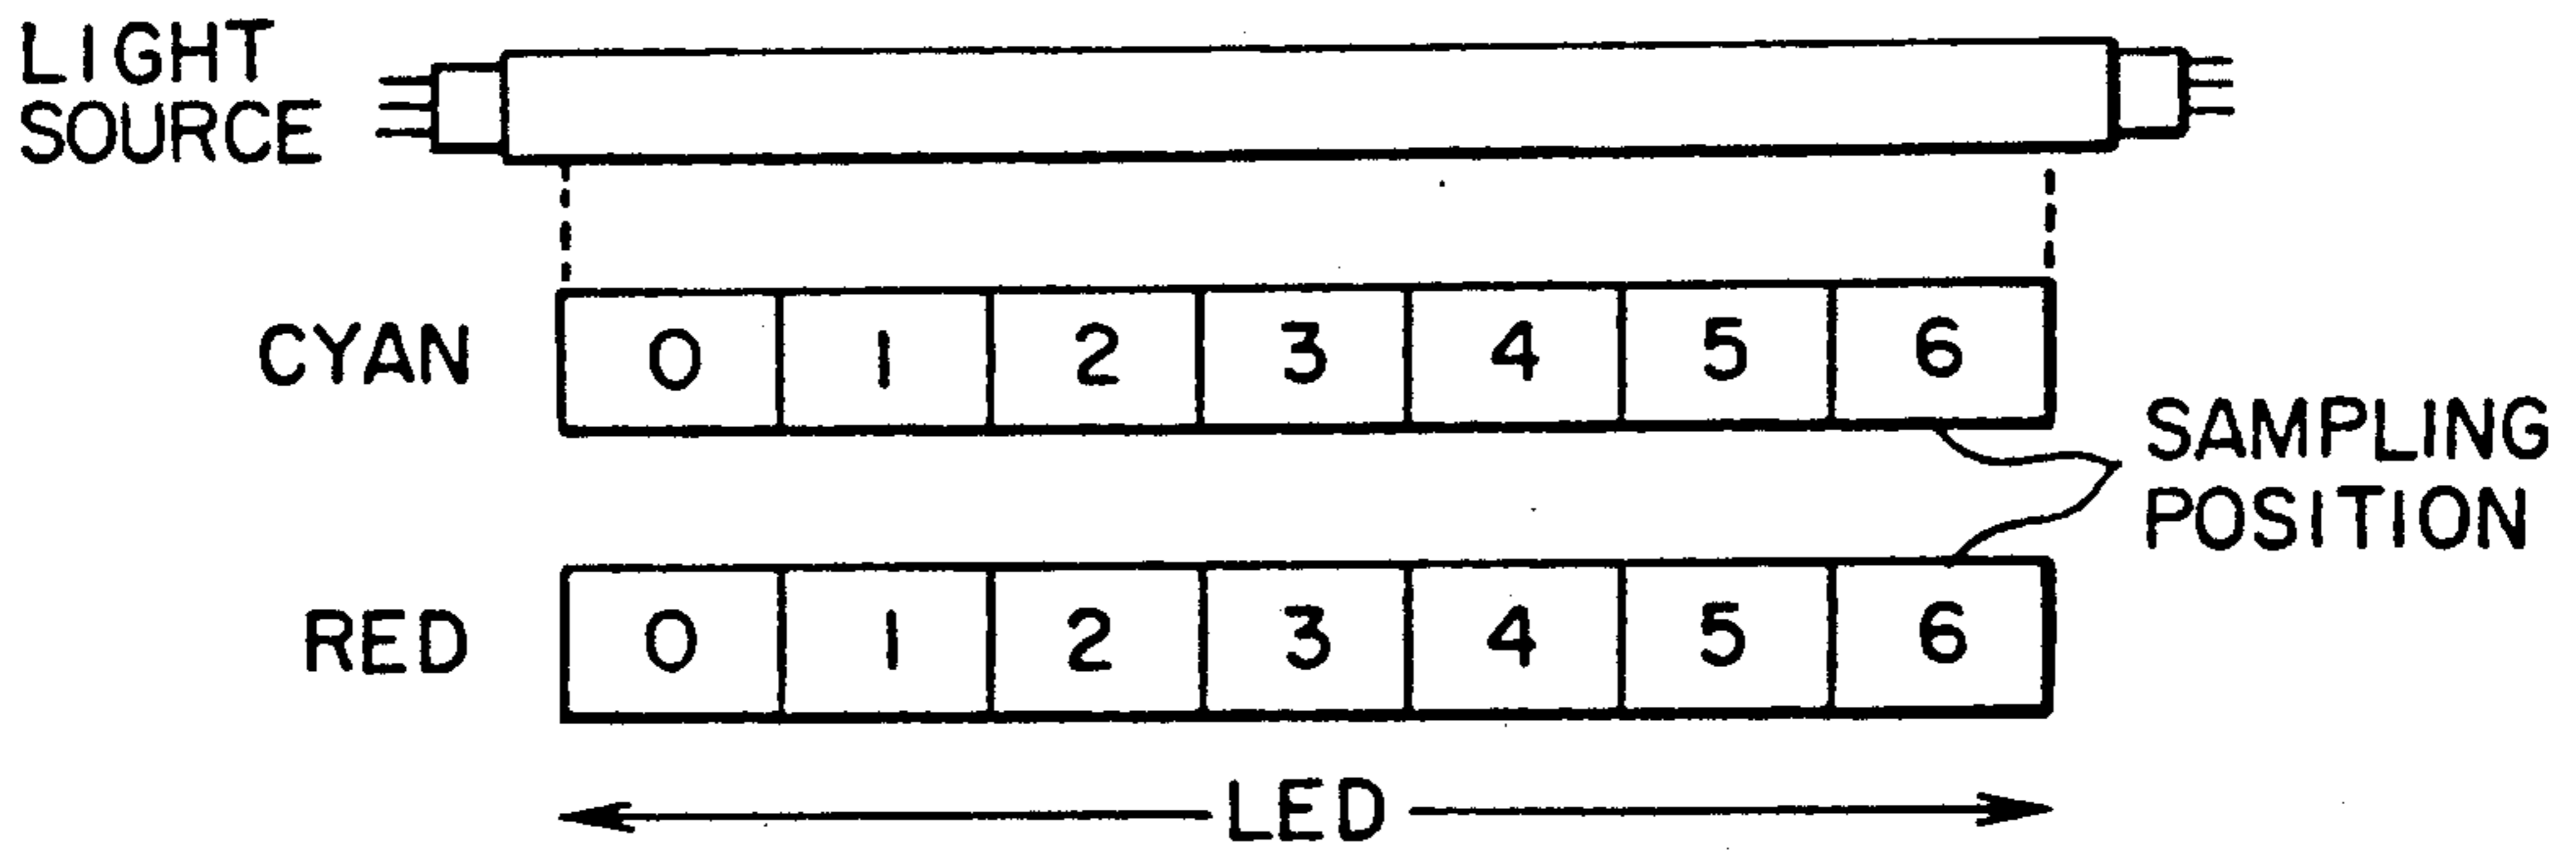 LIGHT
SOURCE
CYAN 0 1 2 3 4 5 6
SAMPLING
POSITION
RED 0 1 2 3 4 5 6
LED